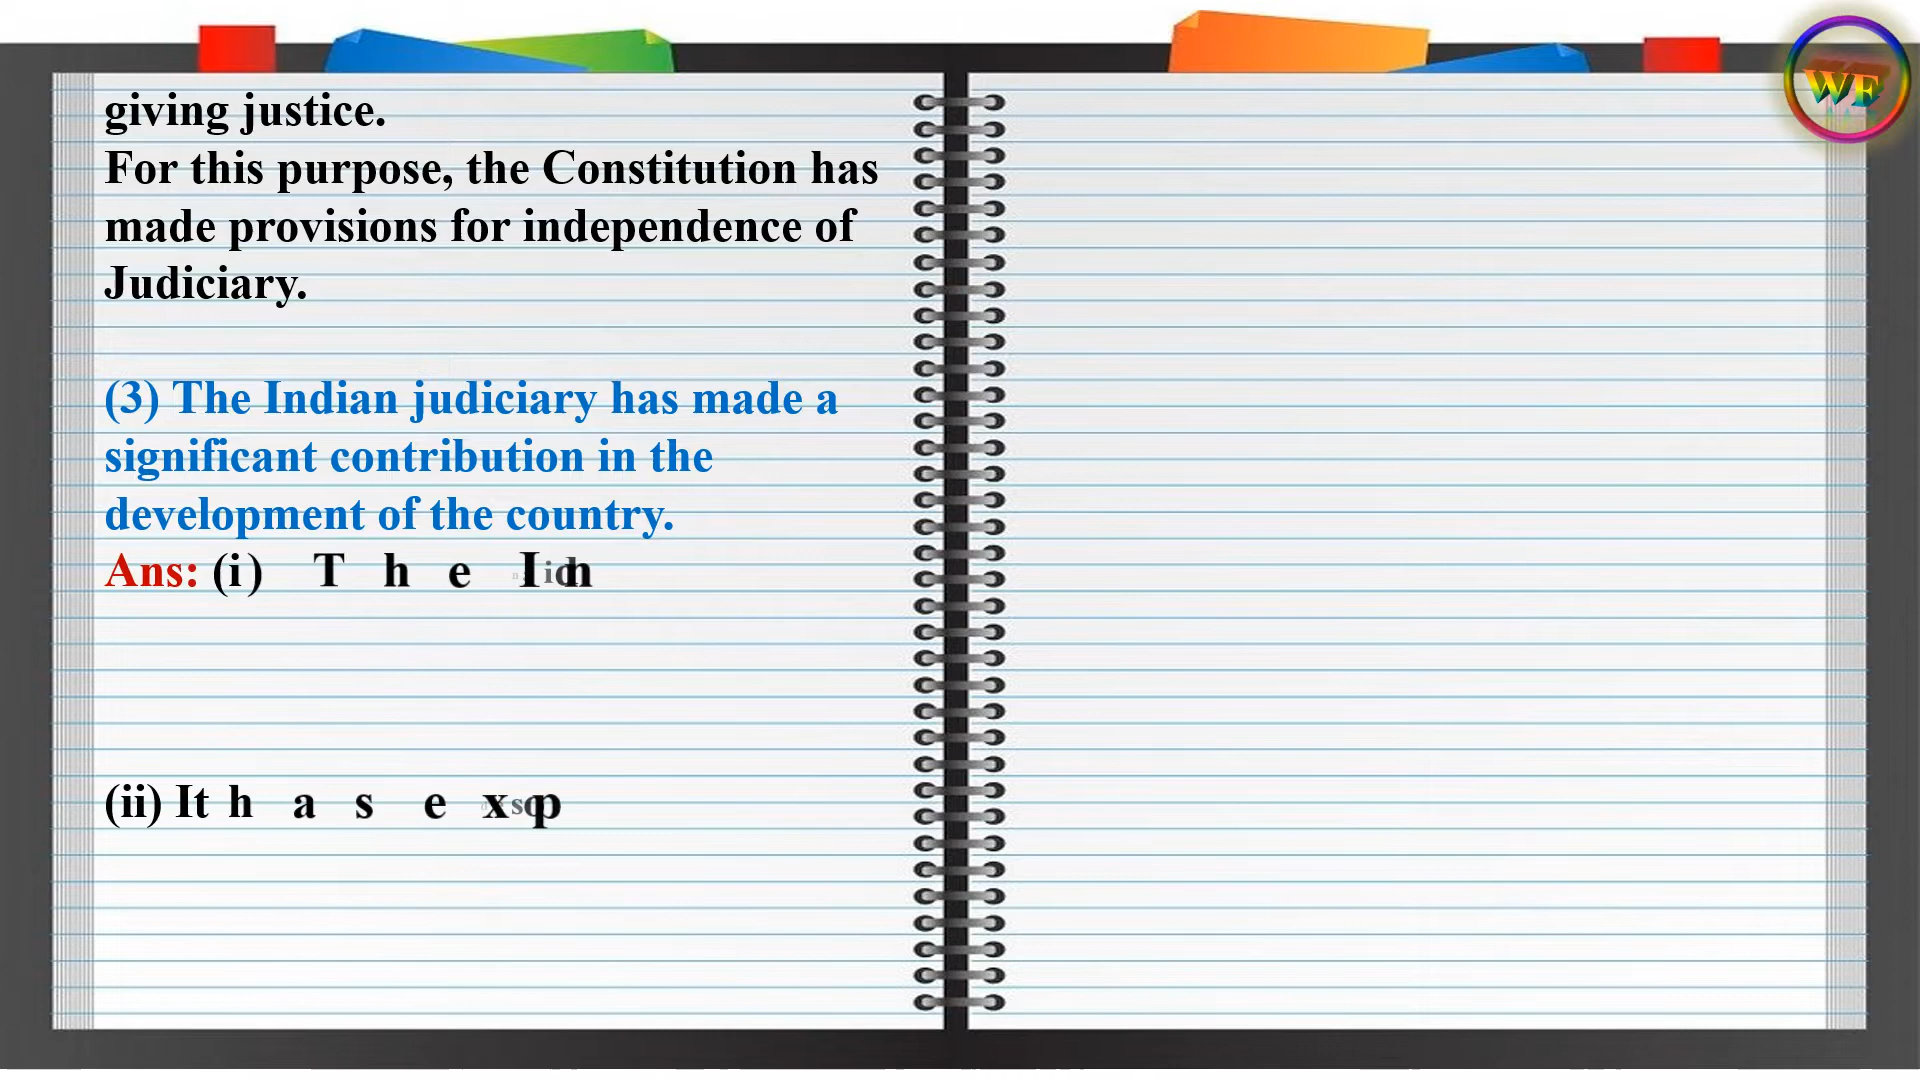 giving justice.
For this purpose, the Constitution has
made provisions for independence of
Judiciary.
(3) The Indian judiciary has made a
significant contribution in the
development of the country.
Ans: (i) The
(ii) It has
WE